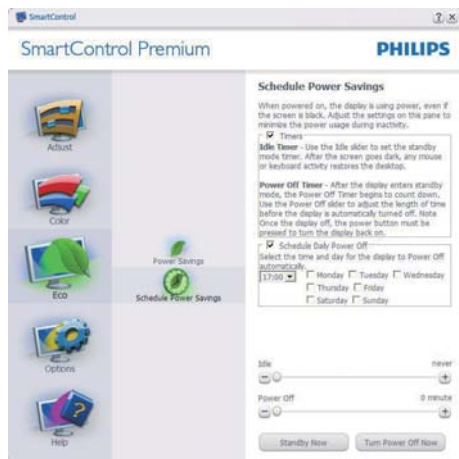 SmartControl
SmartControl Premium
PHILIPS
Adjust
Color
Eco
Options
Help
Power Savings
Schedule Power Savings
Schedule Power Savings
When powered on, the display is using power, even if
the screen is black. Adjust the settings on this pane to
minimize the power usage during inactivity.
Timers
Idle Timer - Use the Idle slider to set the standby
mode timer. After the screen goes dark, any mouse
or keyboard activity restores the desktop.
Power Off Timer - After the display enters standby
mode, the Power Off Timer begins to count down.
Use the Power Off slider to adjust the length of time
before the display is automatically turned off. Note
Once the display off, the power button must be
pressed to turn the display back on.
Schedule Daily Power Off
Select the time and day for the display to Power Off
automatically.
17:00 Monday Tuesday Wednesday
Thursday Friday
Saturday Sunday
Idle never
Power Off 0 minute
Standby Now Turn Power Off Now